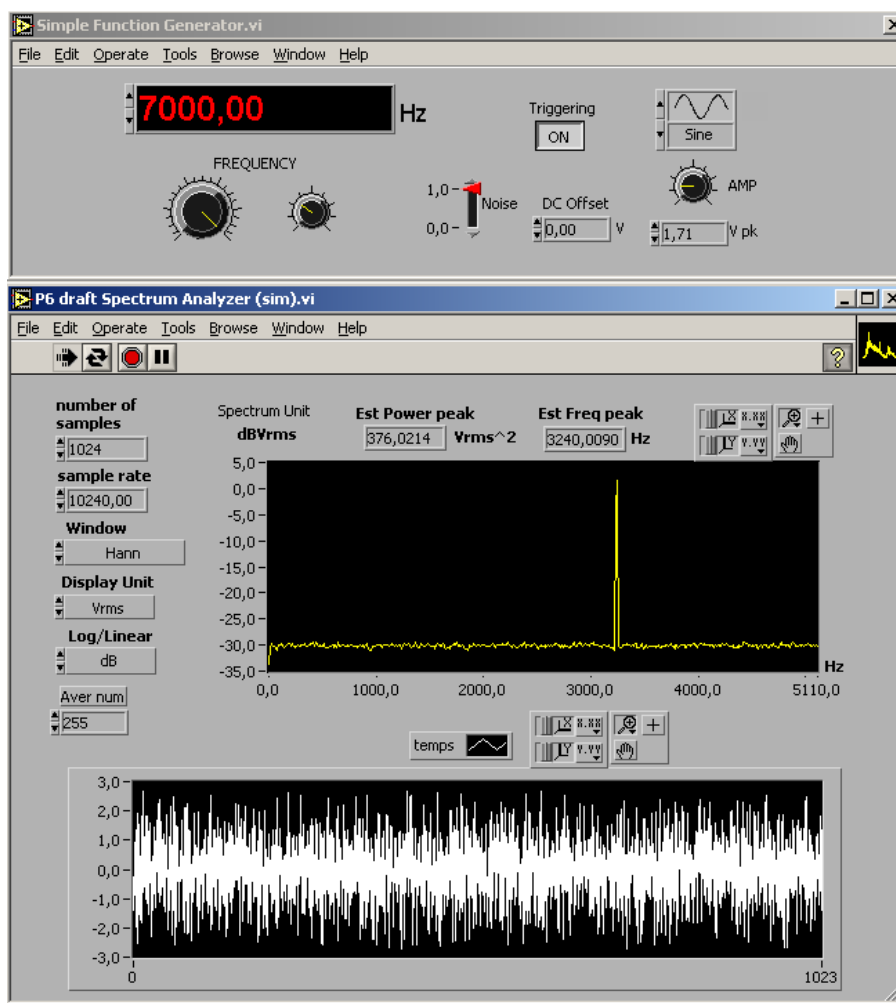 Simple Function Generator.vi
File Edit Operate Tools Browse Window Help
7000,00 Hz
Triggering
ON
Sine
FREQUENCY
1,0
Noise
0,0
DC Offset
0,00 V
AMP
1,71 V pk
P6 draft Spectrum Analyzer (sim).vi
File Edit Operate Tools Browse Window Help
?
number of
samples
1024
sample rate
10240,00
Window
Hann
Display Unit
Vrms
Log/Linear
dB
Aver num
255
Spectrum Unit
dBVrms
Est Power peak
376,0214 Vrms^2
Est Freq peak
3240,0090 Hz
X X.XX
Y Y.YY
5,0
0,0
-5,0
-10,0
-15,0
-20,0
-25,0
-30,0
-35,0
Hz
0,0 1000,0 2000,0 3000,0 4000,0 5110,0
temps
X X.XX
Y Y.YY
3,0
2,0
1,0
0,0
-1,0
-2,0
-3,0
0 1023